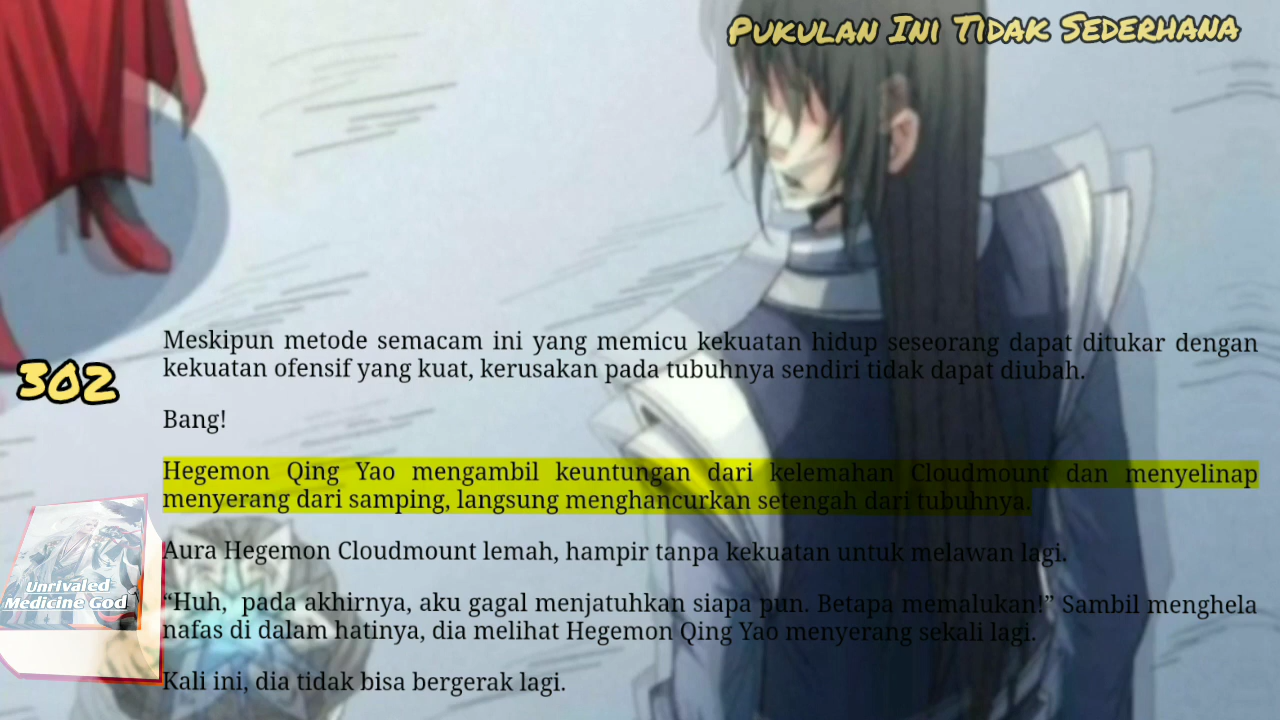 Pukulan Ini Tidak Sederhana
Meskipun metode semacam ini yang memicu kekuatan hidup seseorang dapat ditukar dengan
kekuatan ofensif yang kuat, kerusakan pada tubuhnya sendiri tidak dapat diubah.
302
Bang!
Hegemon Qing Yao mengambil keuntungan dari kelemahan Cloudmount dan menyelinap
menyerang dari samping, langsung menghancurkan setengah dari tubuhnya.
Aura Hegemon Cloudmount lemah, hampir tanpa kekuatan untuk melawan lagi.
Unrivaled
Medicine God
“Huh, pada akhirnya, aku gagal menjatuhkan siapa pun. Betapa memalukan!” Sambil menghela
nafas di dalam hatinya, dia melihat Hegemon Qing Yao menyerang sekali lagi.
Kali ini, dia tidak bisa bergerak lagi.